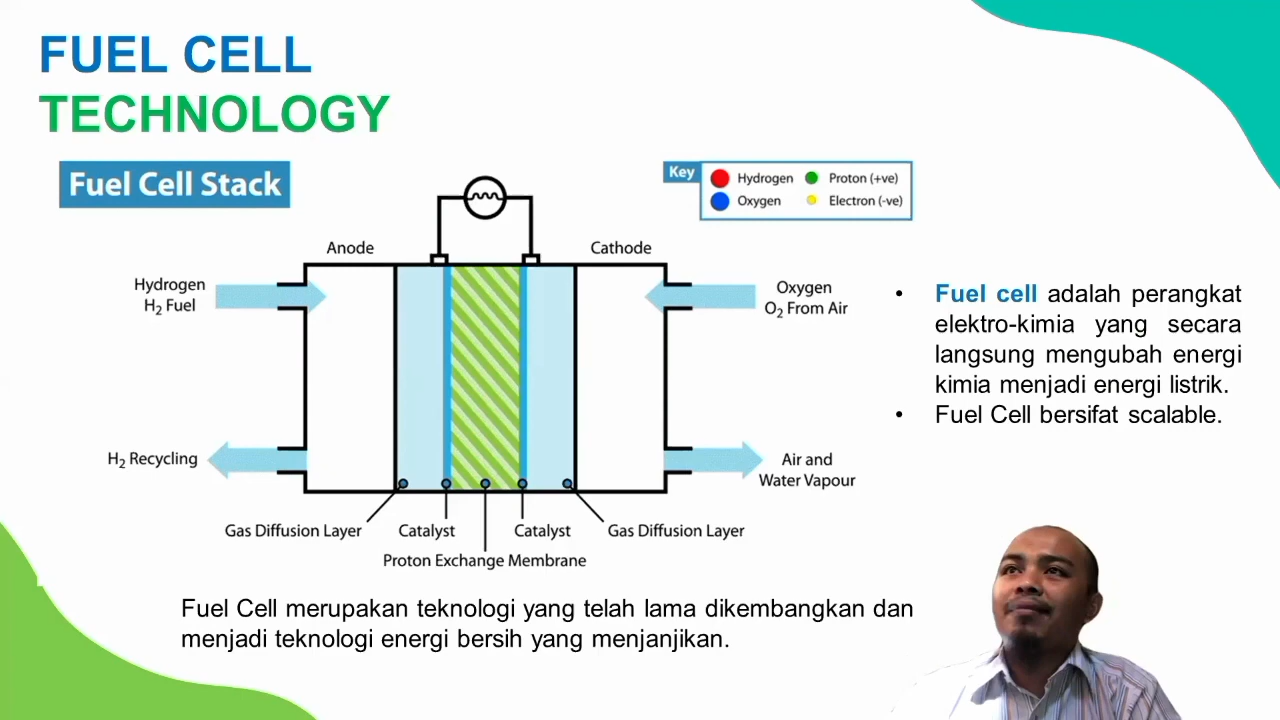 FUEL CELL
TECHNOLOGY
Fuel Cell Stack
Key
Hydrogen
Proton (+ve)
Oxygen
Electron (-ve)
Anode
Cathode
Hydrogen
H₂ Fuel
Oxygen
O₂ From Air
H₂ Recycling
Air and
Water Vapour
Gas Diffusion Layer
Catalyst
Catalyst
Gas Diffusion Layer
Proton Exchange Membrane
• Fuel cell adalah perangkat
elektro-kimia yang secara
langsung mengubah energi
kimia menjadi energi listrik.
• Fuel Cell bersifat scalable.
Fuel Cell merupakan teknologi yang telah lama dikembangkan dan
menjadi teknologi energi bersih yang menjanjikan.